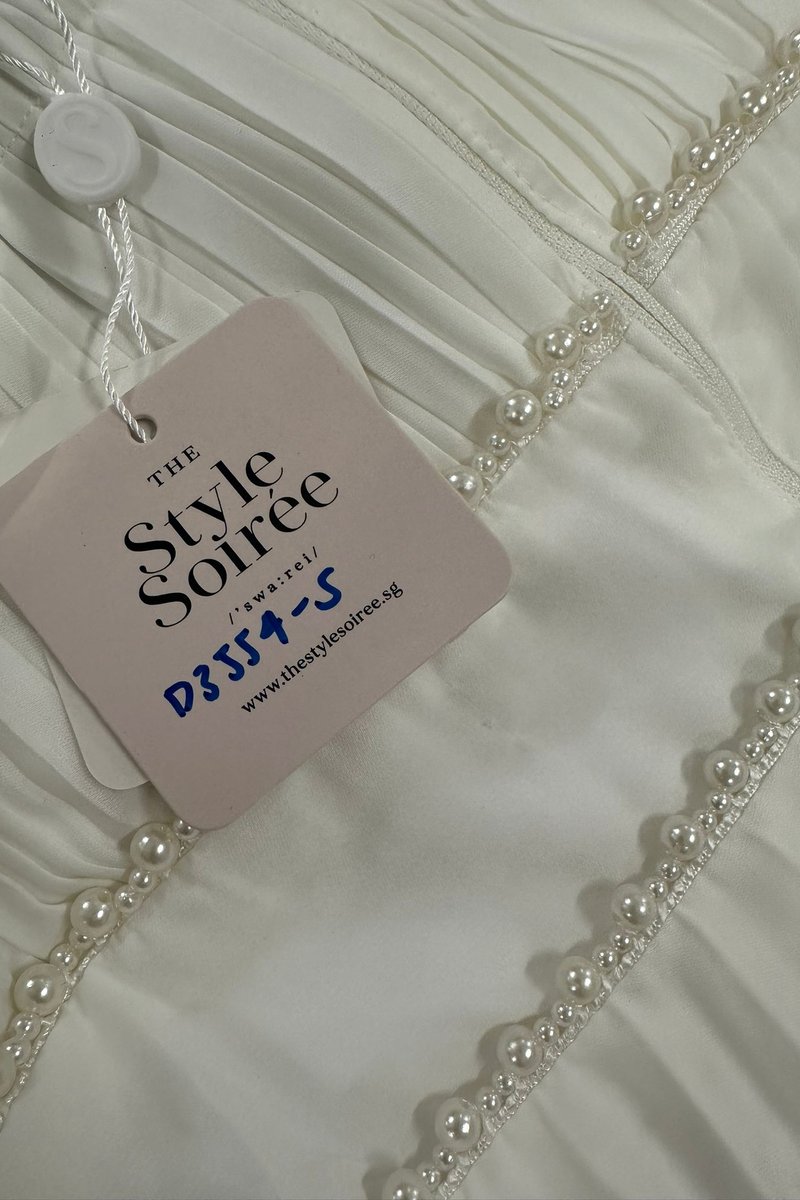 S
THE
Style
Soirée
/'swa:rei/
D3554-S
www.thestylesoiree.sg